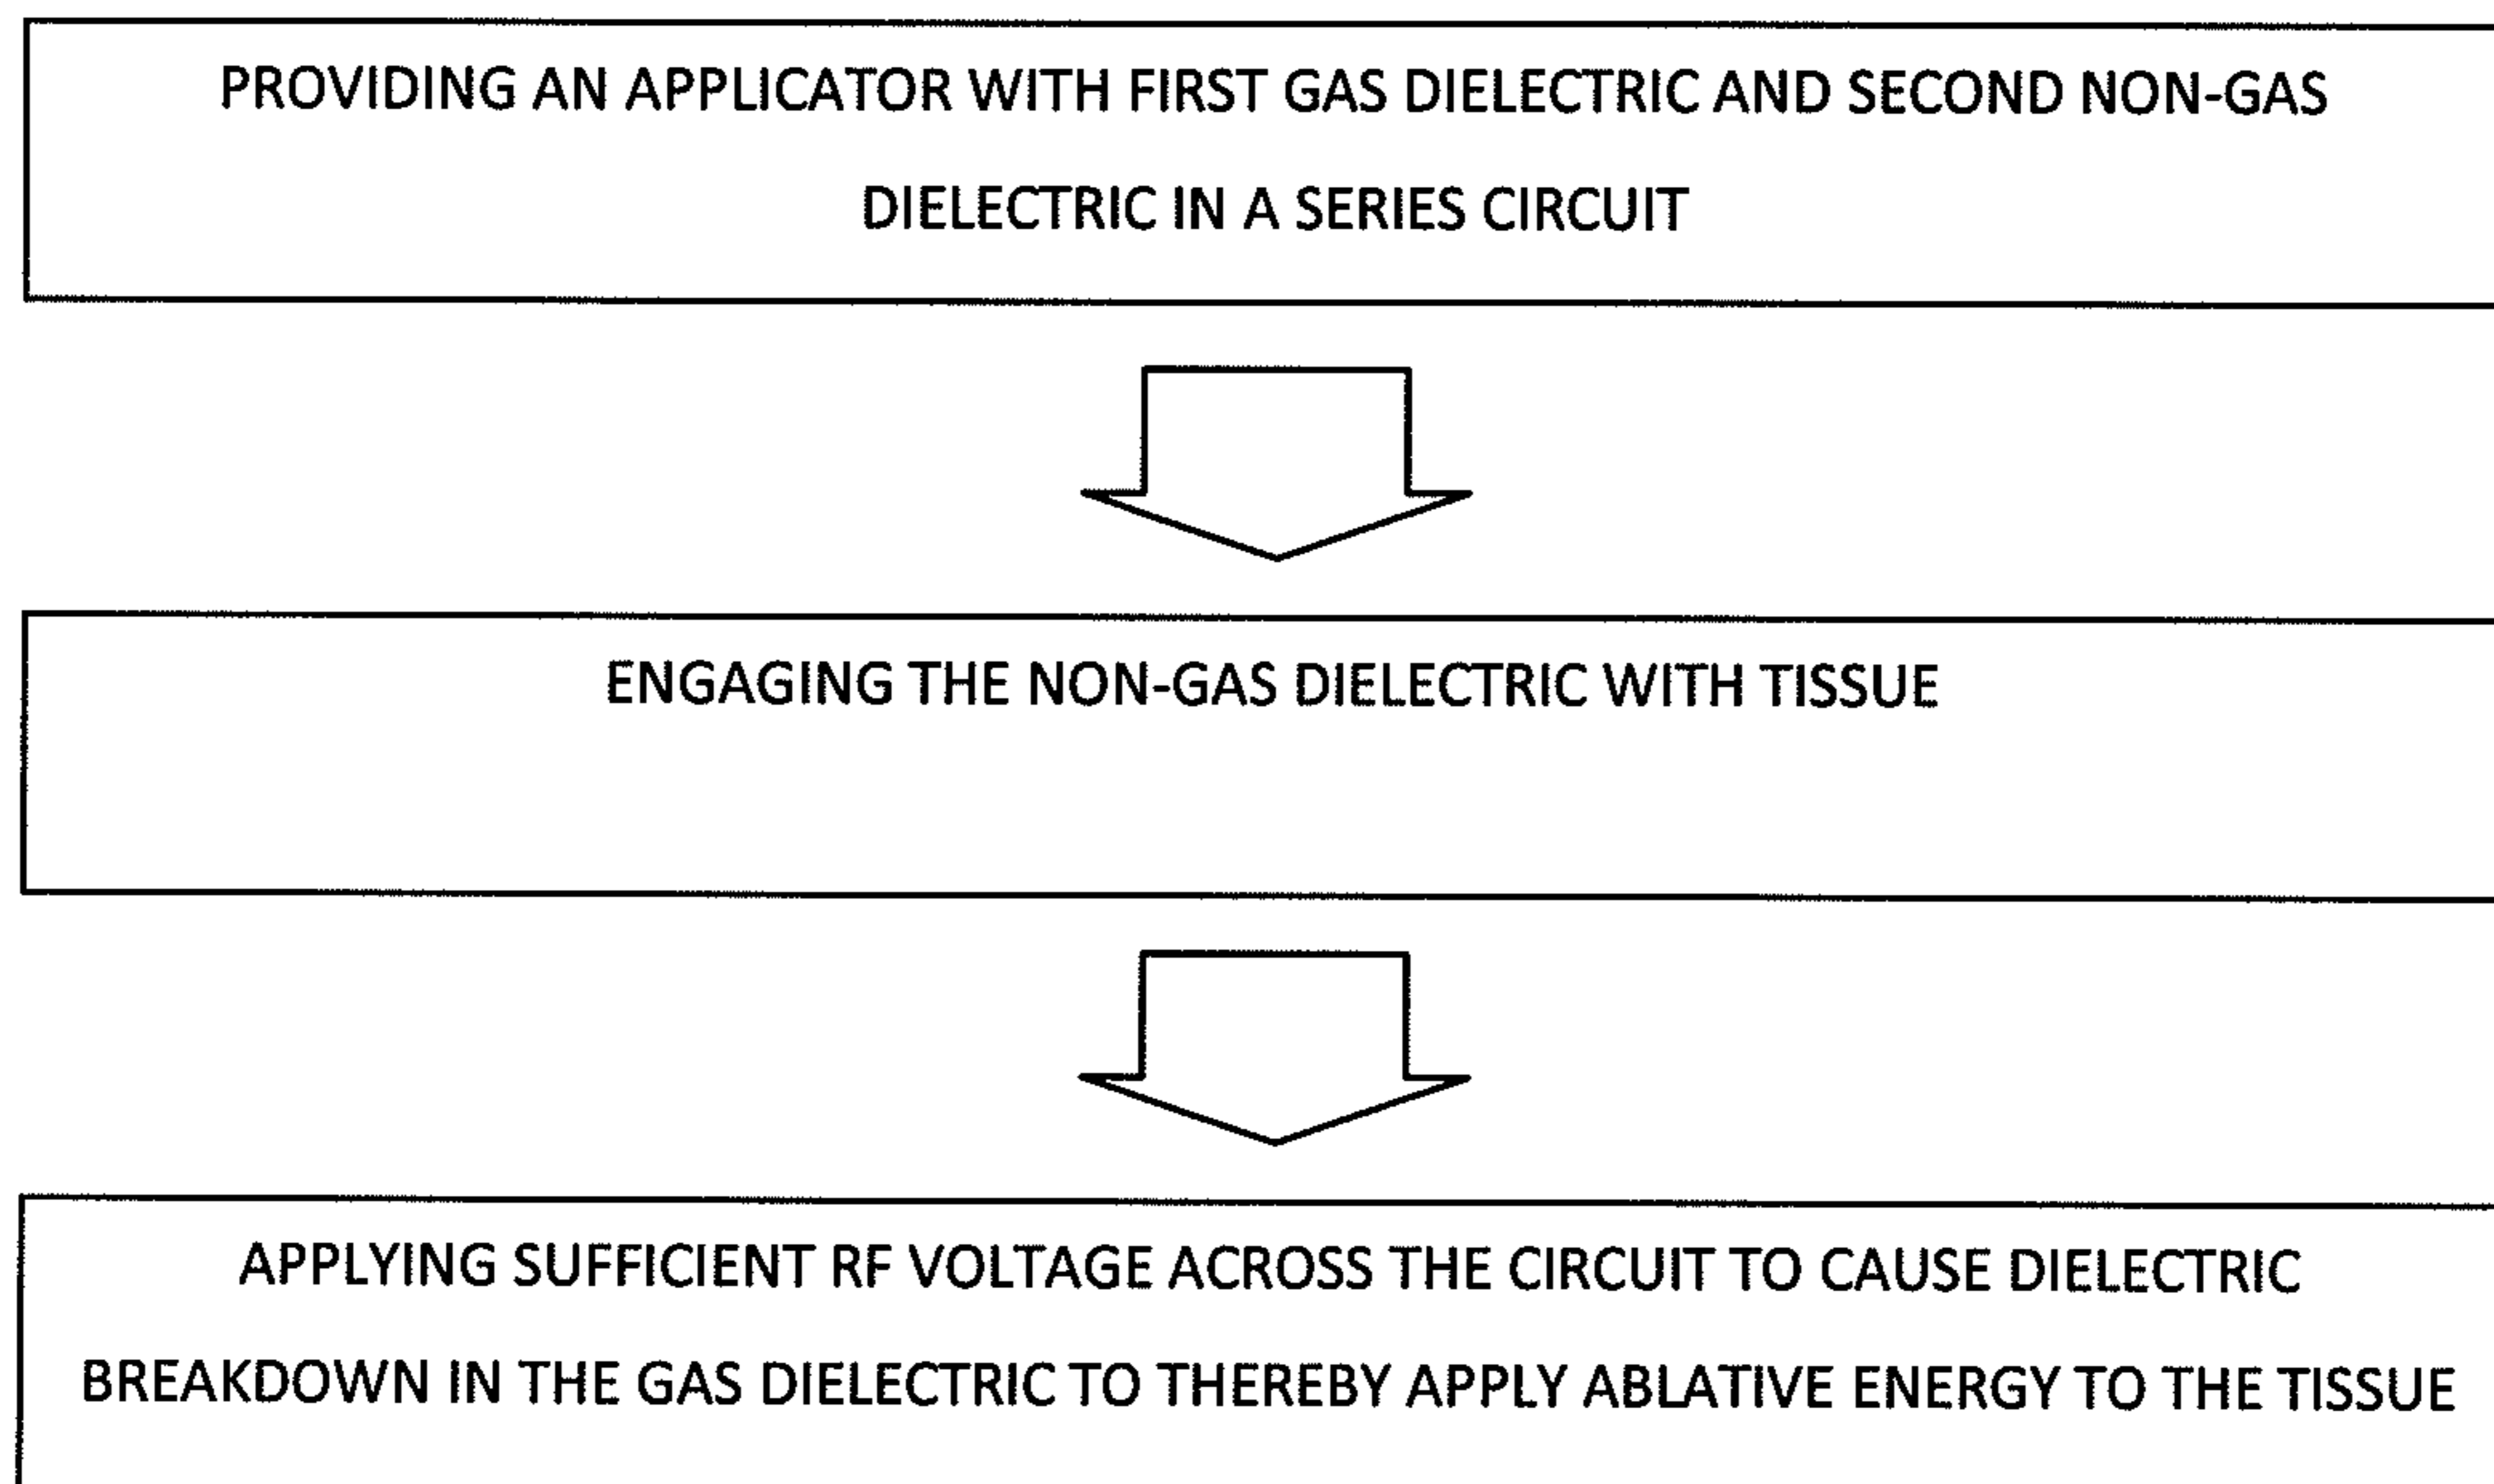 PROVIDING AN APPLICATOR WITH FIRST GAS DIELECTRIC AND SECOND NON-GAS
DIELECTRIC IN A SERIES CIRCUIT
ENGAGING THE NON-GAS DIELECTRIC WITH TISSUE
APPLYING SUFFICIENT RF VOLTAGE ACROSS THE CIRCUIT TO CAUSE DIELECTRIC
BREAKDOWN IN THE GAS DIELECTRIC TO THEREBY APPLY ABLATIVE ENERGY TO THE TISSUE